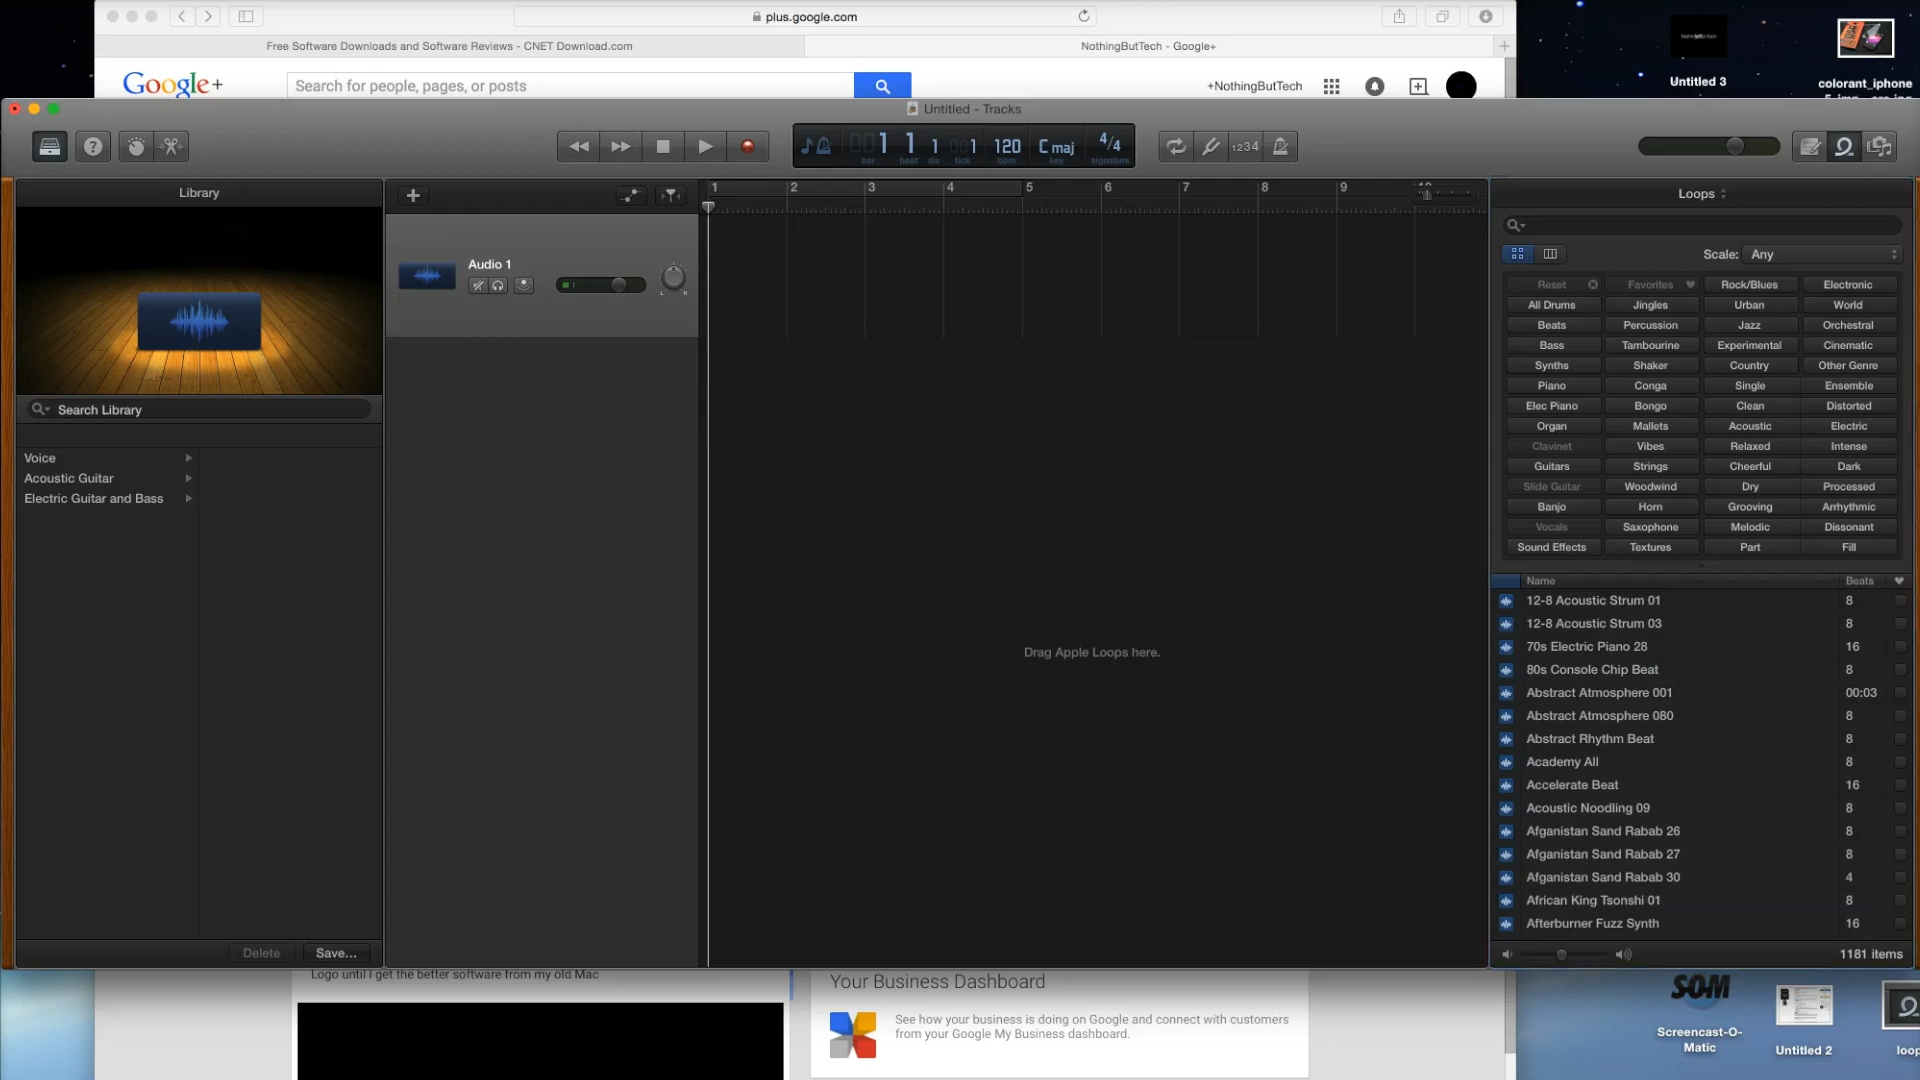 plus.google.com
Free Software Downloads and Software Reviews - CNET Download.com
NothingButTech - Google+
Google+
Search for people, pages, or posts
+NothingButTech
Untitled 3
colorant_iphone
Untitled - Tracks
1 1 1 1 120 C maj 4/4
bar beat div tick bpm key signature
1234
Library
Search Library
Voice
Acoustic Guitar
Electric Guitar and Bass
Delete
Save...
Audio 1
L R
1 2 3 4 5 6 7 8 9
Drag Apple Loops here.
Loops
Scale: Any
Reset Favorites Rock/Blues Electronic
All Drums Jingles Urban World
Beats Percussion Jazz Orchestral
Bass Tambourine Experimental Cinematic
Synths Shaker Country Other Genre
Piano Conga Single Ensemble
Elec Piano Bongo Clean Distorted
Organ Mallets Acoustic Electric
Clavinet Vibes Relaxed Intense
Guitars Strings Cheerful Dark
Slide Guitar Woodwind Dry Processed
Banjo Horn Grooving Arrhythmic
Vocals Saxophone Melodic Dissonant
Sound Effects Textures Part Fill
Name Beats
12-8 Acoustic Strum 01 8
12-8 Acoustic Strum 03 8
70s Electric Piano 28 16
80s Console Chip Beat 8
Abstract Atmosphere 001 00:03
Abstract Atmosphere 080 8
Abstract Rhythm Beat 8
Academy All 8
Accelerate Beat 16
Acoustic Noodling 09 8
Afganistan Sand Rabab 26 8
Afganistan Sand Rabab 27 8
Afganistan Sand Rabab 30 4
African King Tsonshi 01 8
Afterburner Fuzz Synth 16
1181 items
Logo until I get the better software from my old Mac
Your Business Dashboard
See how your business is doing on Google and connect with customers
from your Google My Business dashboard.
SOM
Screencast-O-
Matic
Untitled 2
loop